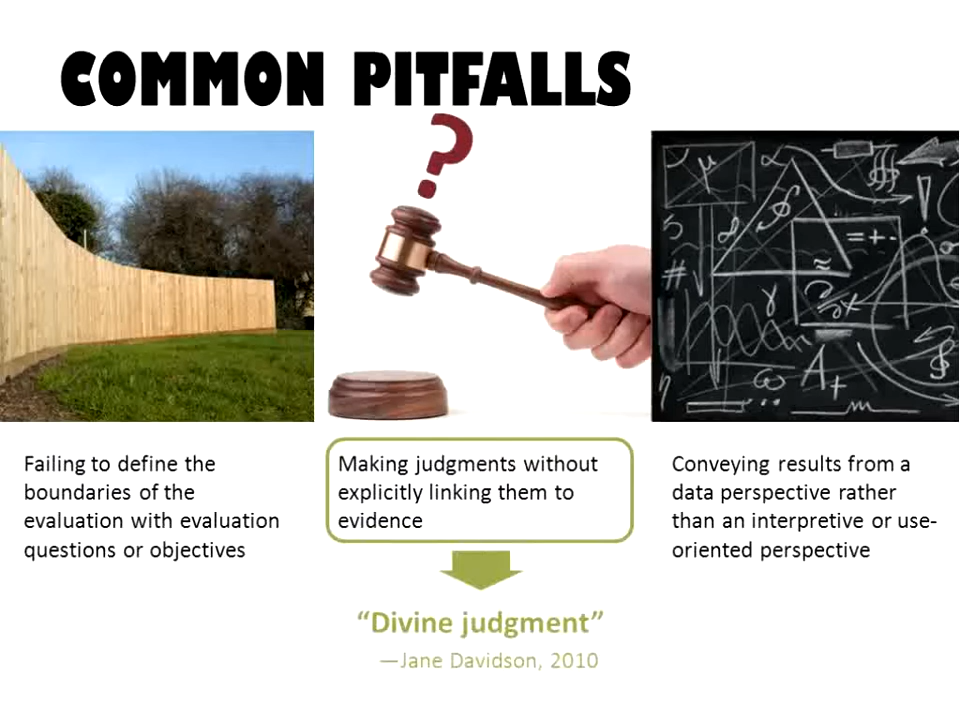 COMMON PITFALLS
?
Failing to define the
boundaries of the
evaluation with evaluation
questions or objectives
Making judgments without
explicitly linking them to
evidence
“Divine judgment”
—Jane Davidson, 2010
Conveying results from a
data perspective rather
than an interpretive or use-
oriented perspective